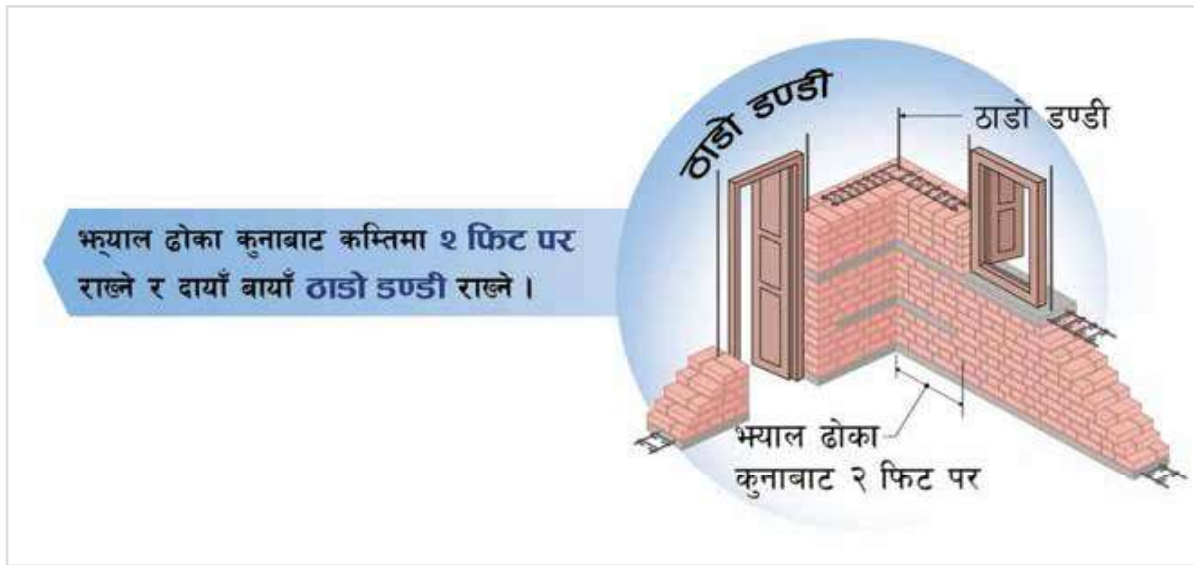 ठाडो डण्डी
ठाडो डण्डी
झ्याल ढोका कुनाबाट कम्तिमा २ फिट पर
राख्ने र दायाँ बायाँ ठाडो डण्डी राख्ने ।
झ्याल ढोका
कुनाबाट २ फिट पर